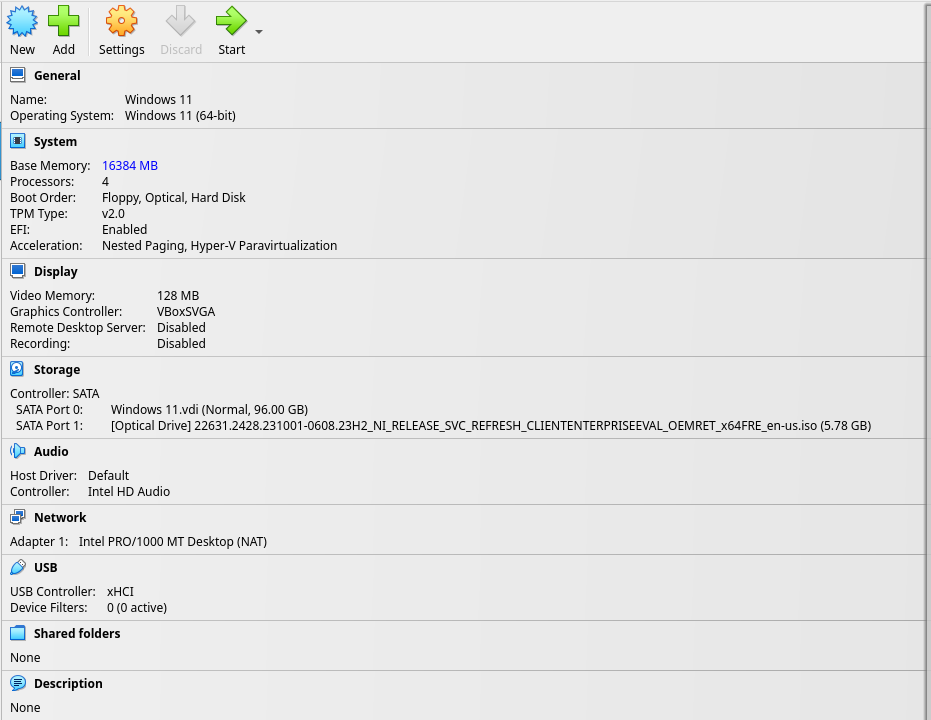 New Add Settings Discard Start
General
Name: Windows 11
Operating System: Windows 11 (64-bit)
System
Base Memory: 16384 MB
Processors: 4
Boot Order: Floppy, Optical, Hard Disk
TPM Type: v2.0
EFI: Enabled
Acceleration: Nested Paging, Hyper-V Paravirtualization
Display
Video Memory: 128 MB
Graphics Controller: VBoxSVGA
Remote Desktop Server: Disabled
Recording: Disabled
Storage
Controller: SATA
SATA Port 0: Windows 11.vdi (Normal, 96.00 GB)
SATA Port 1: [Optical Drive] 22631.2428.231001-0608.23H2_NI_RELEASE_SVC_REFRESH_CLIENTENTERPRISEEVAL_OEMRET_x64FRE_en-us.iso (5.78 GB)
Audio
Host Driver: Default
Controller: Intel HD Audio
Network
Adapter 1: Intel PRO/1000 MT Desktop (NAT)
USB
USB Controller: xHCI
Device Filters: 0 (0 active)
Shared folders
None
Description
None